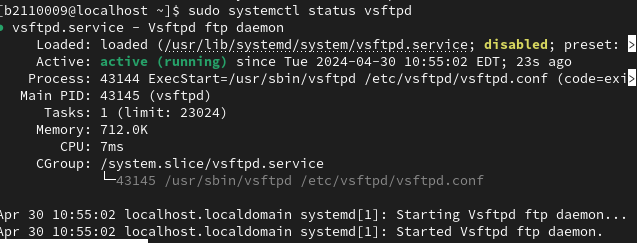 [b2110009@localhost ~]$ sudo systemctl status vsftpd
● vsftpd.service - Vsftpd ftp daemon
Loaded: loaded (/usr/lib/systemd/system/vsftpd.service; disabled; preset: >
Active: active (running) since Tue 2024-04-30 10:55:02 EDT; 23s ago
Process: 43144 ExecStart=/usr/sbin/vsftpd /etc/vsftpd/vsftpd.conf (code=exi>
Main PID: 43145 (vsftpd)
Tasks: 1 (limit: 23024)
Memory: 712.0K
CPU: 7ms
CGroup: /system.slice/vsftpd.service
└─43145 /usr/sbin/vsftpd /etc/vsftpd/vsftpd.conf
Apr 30 10:55:02 localhost.localdomain systemd[1]: Starting Vsftpd ftp daemon...
Apr 30 10:55:02 localhost.localdomain systemd[1]: Started Vsftpd ftp daemon.